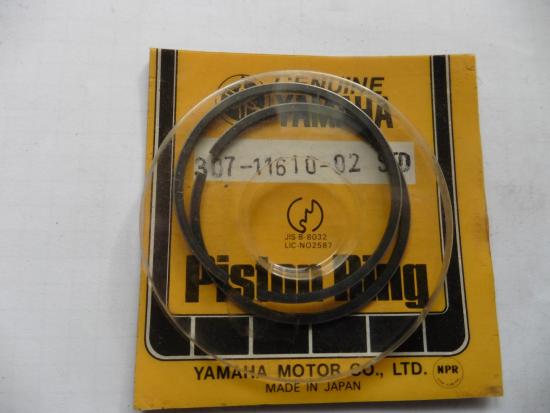 GENUINE
YAMAHA
307-11610-02 STD
JIS B-8032
LIC-NO2587
Piston Ring
YAMAHA MOTOR CO., LTD.
NPR
MADE IN JAPAN